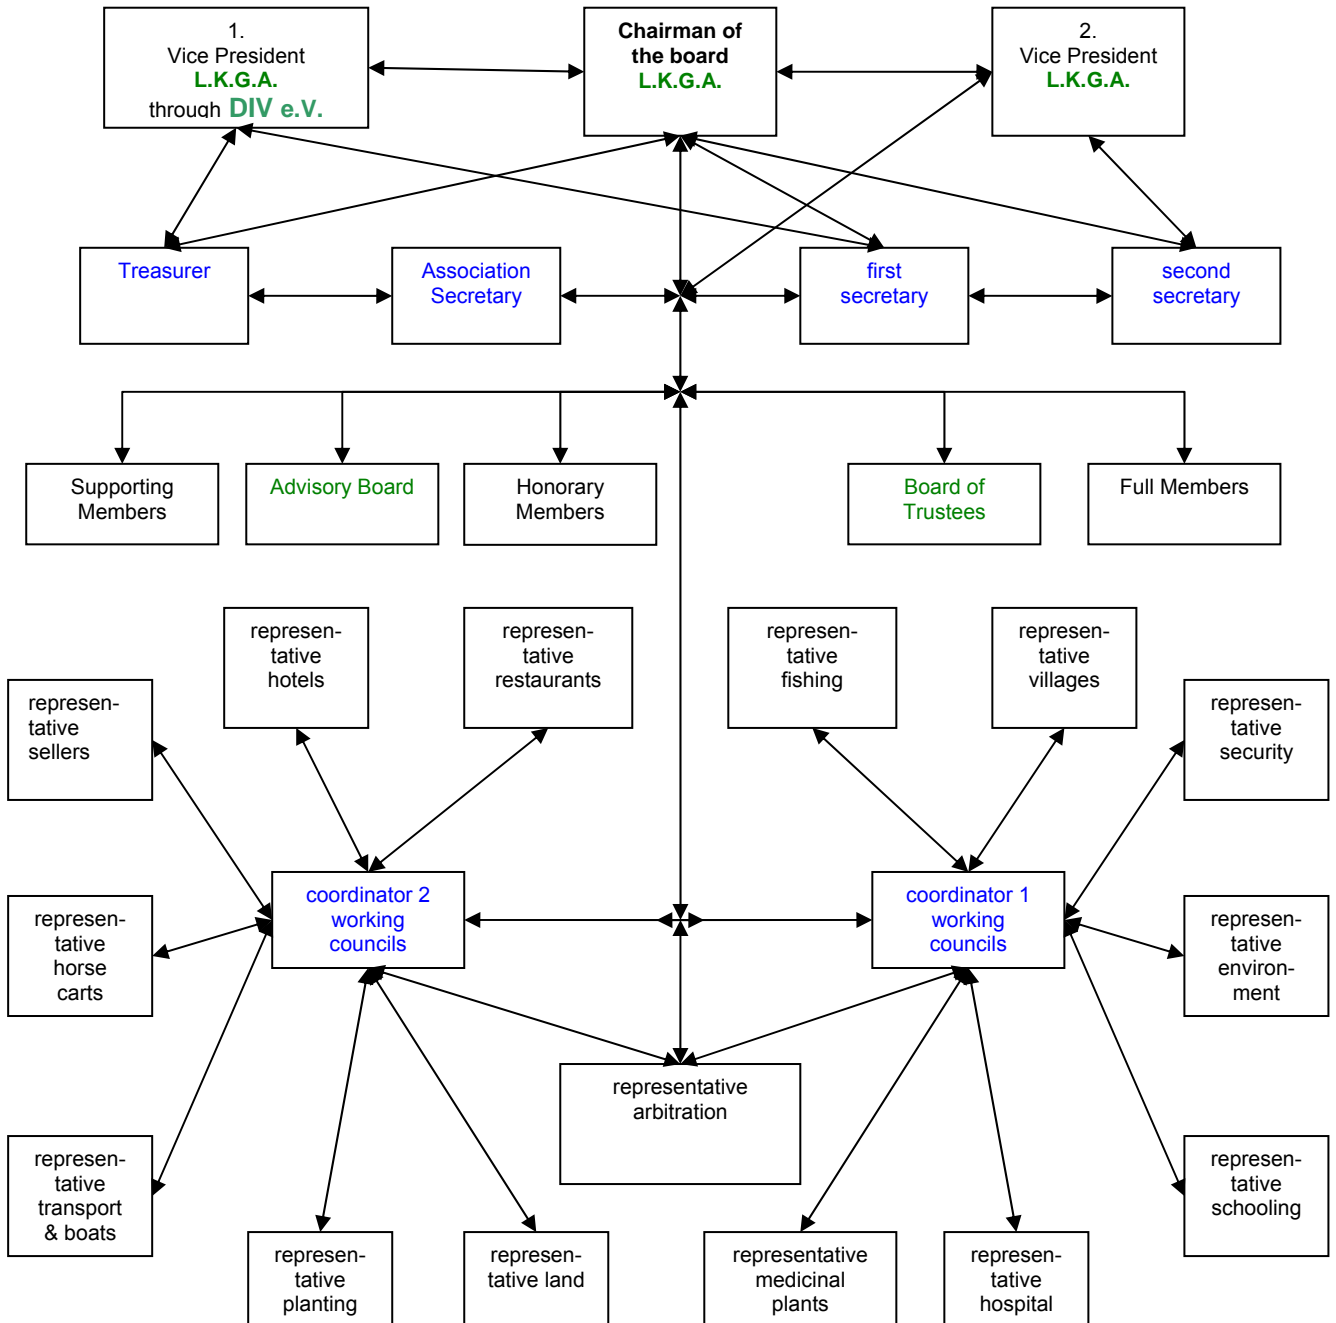 1.
Vice President
L.K.G.A.
through DIV e.V.
Chairman of
the board
L.K.G.A.
2.
Vice President
L.K.G.A.
Treasurer
Association
Secretary
first
secretary
second
secretary
Supporting
Members
Advisory Board
Honorary
Members
Board of
Trustees
Full Members
represen-
tative
hotels
represen-
tative
restaurants
represen-
tative
fishing
represen-
tative
villages
represen-
tative
sellers
represen-
tative
security
coordinator 2
working
councils
coordinator 1
working
councils
represen-
tative
horse
carts
represen-
tative
environ-
ment
representative
arbitration
represen-
tative
transport
& boats
represen-
tative
schooling
represen-
tative
planting
represen-
tative land
representative
medicinal
plants
represen-
tative
hospital